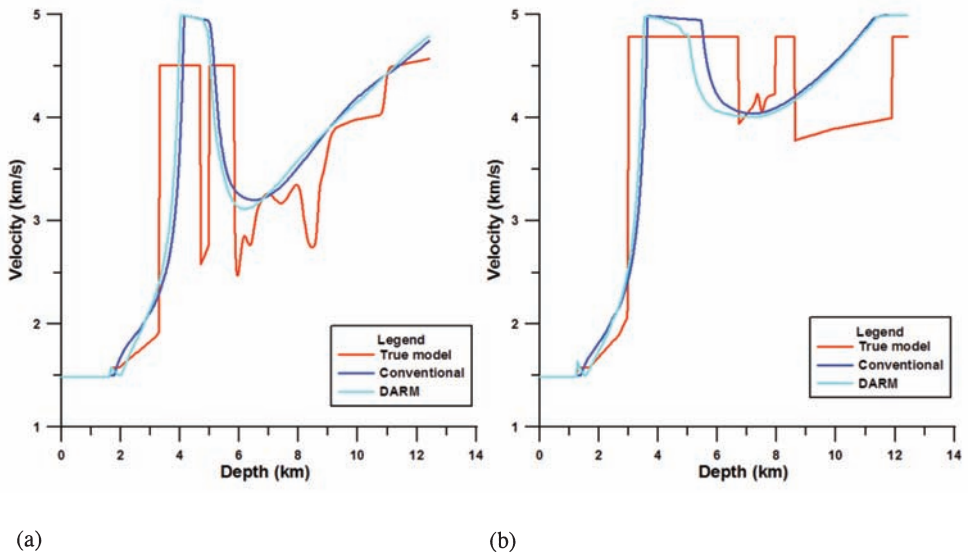 5
4
3
2
1
Velocity (km/s)
0 2 4 6 8 10 12 14
Depth (km)
Legend
True model
Conventional
DARM
(a)
5
4
3
2
1
Velocity (km/s)
0 2 4 6 8 10 12 14
Depth (km)
Legend
True model
Conventional
DARM
(b)